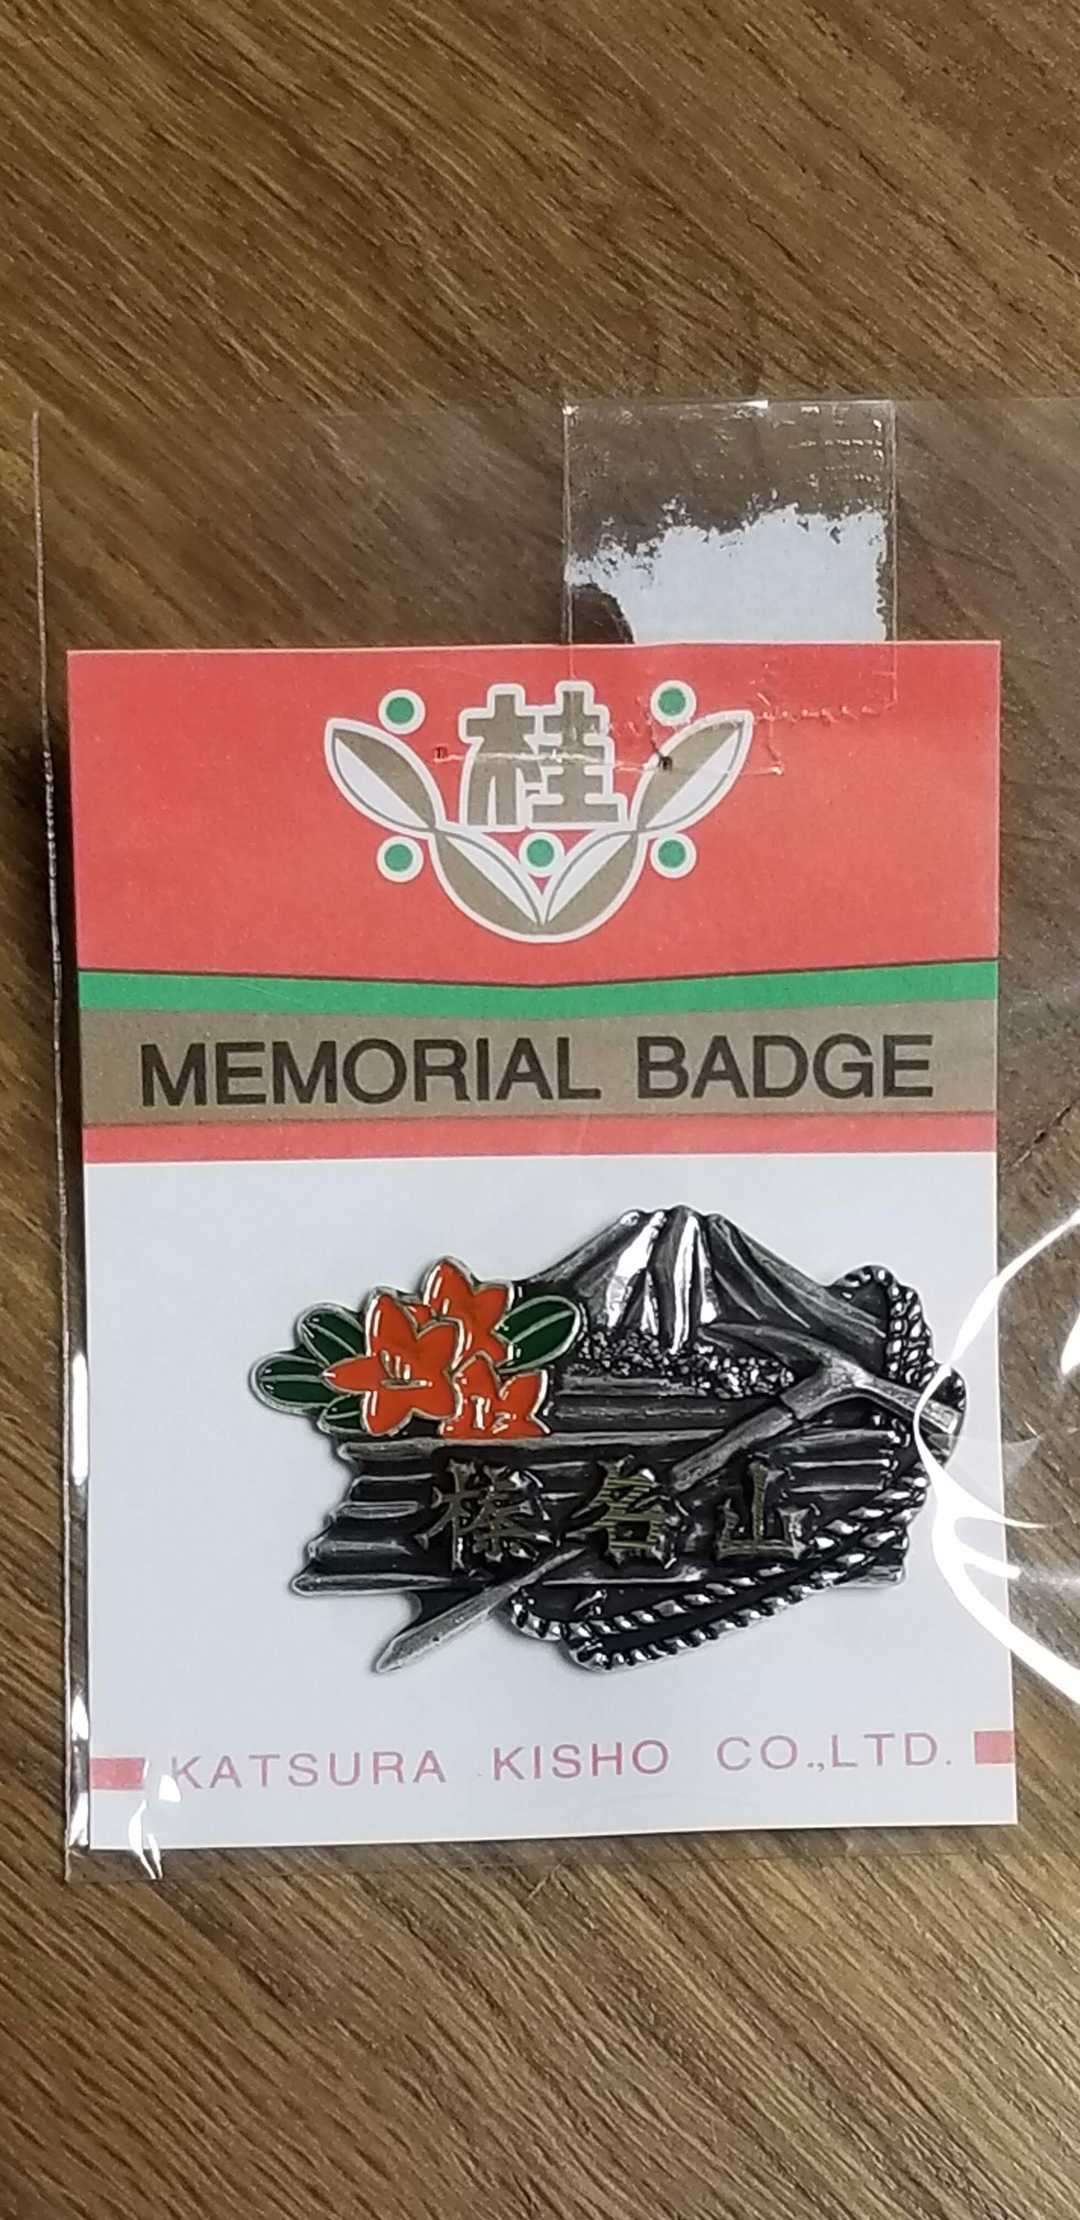 桂
MEMORIAL BADGE
榛名山
KATSURA KISHO CO.,LTD.